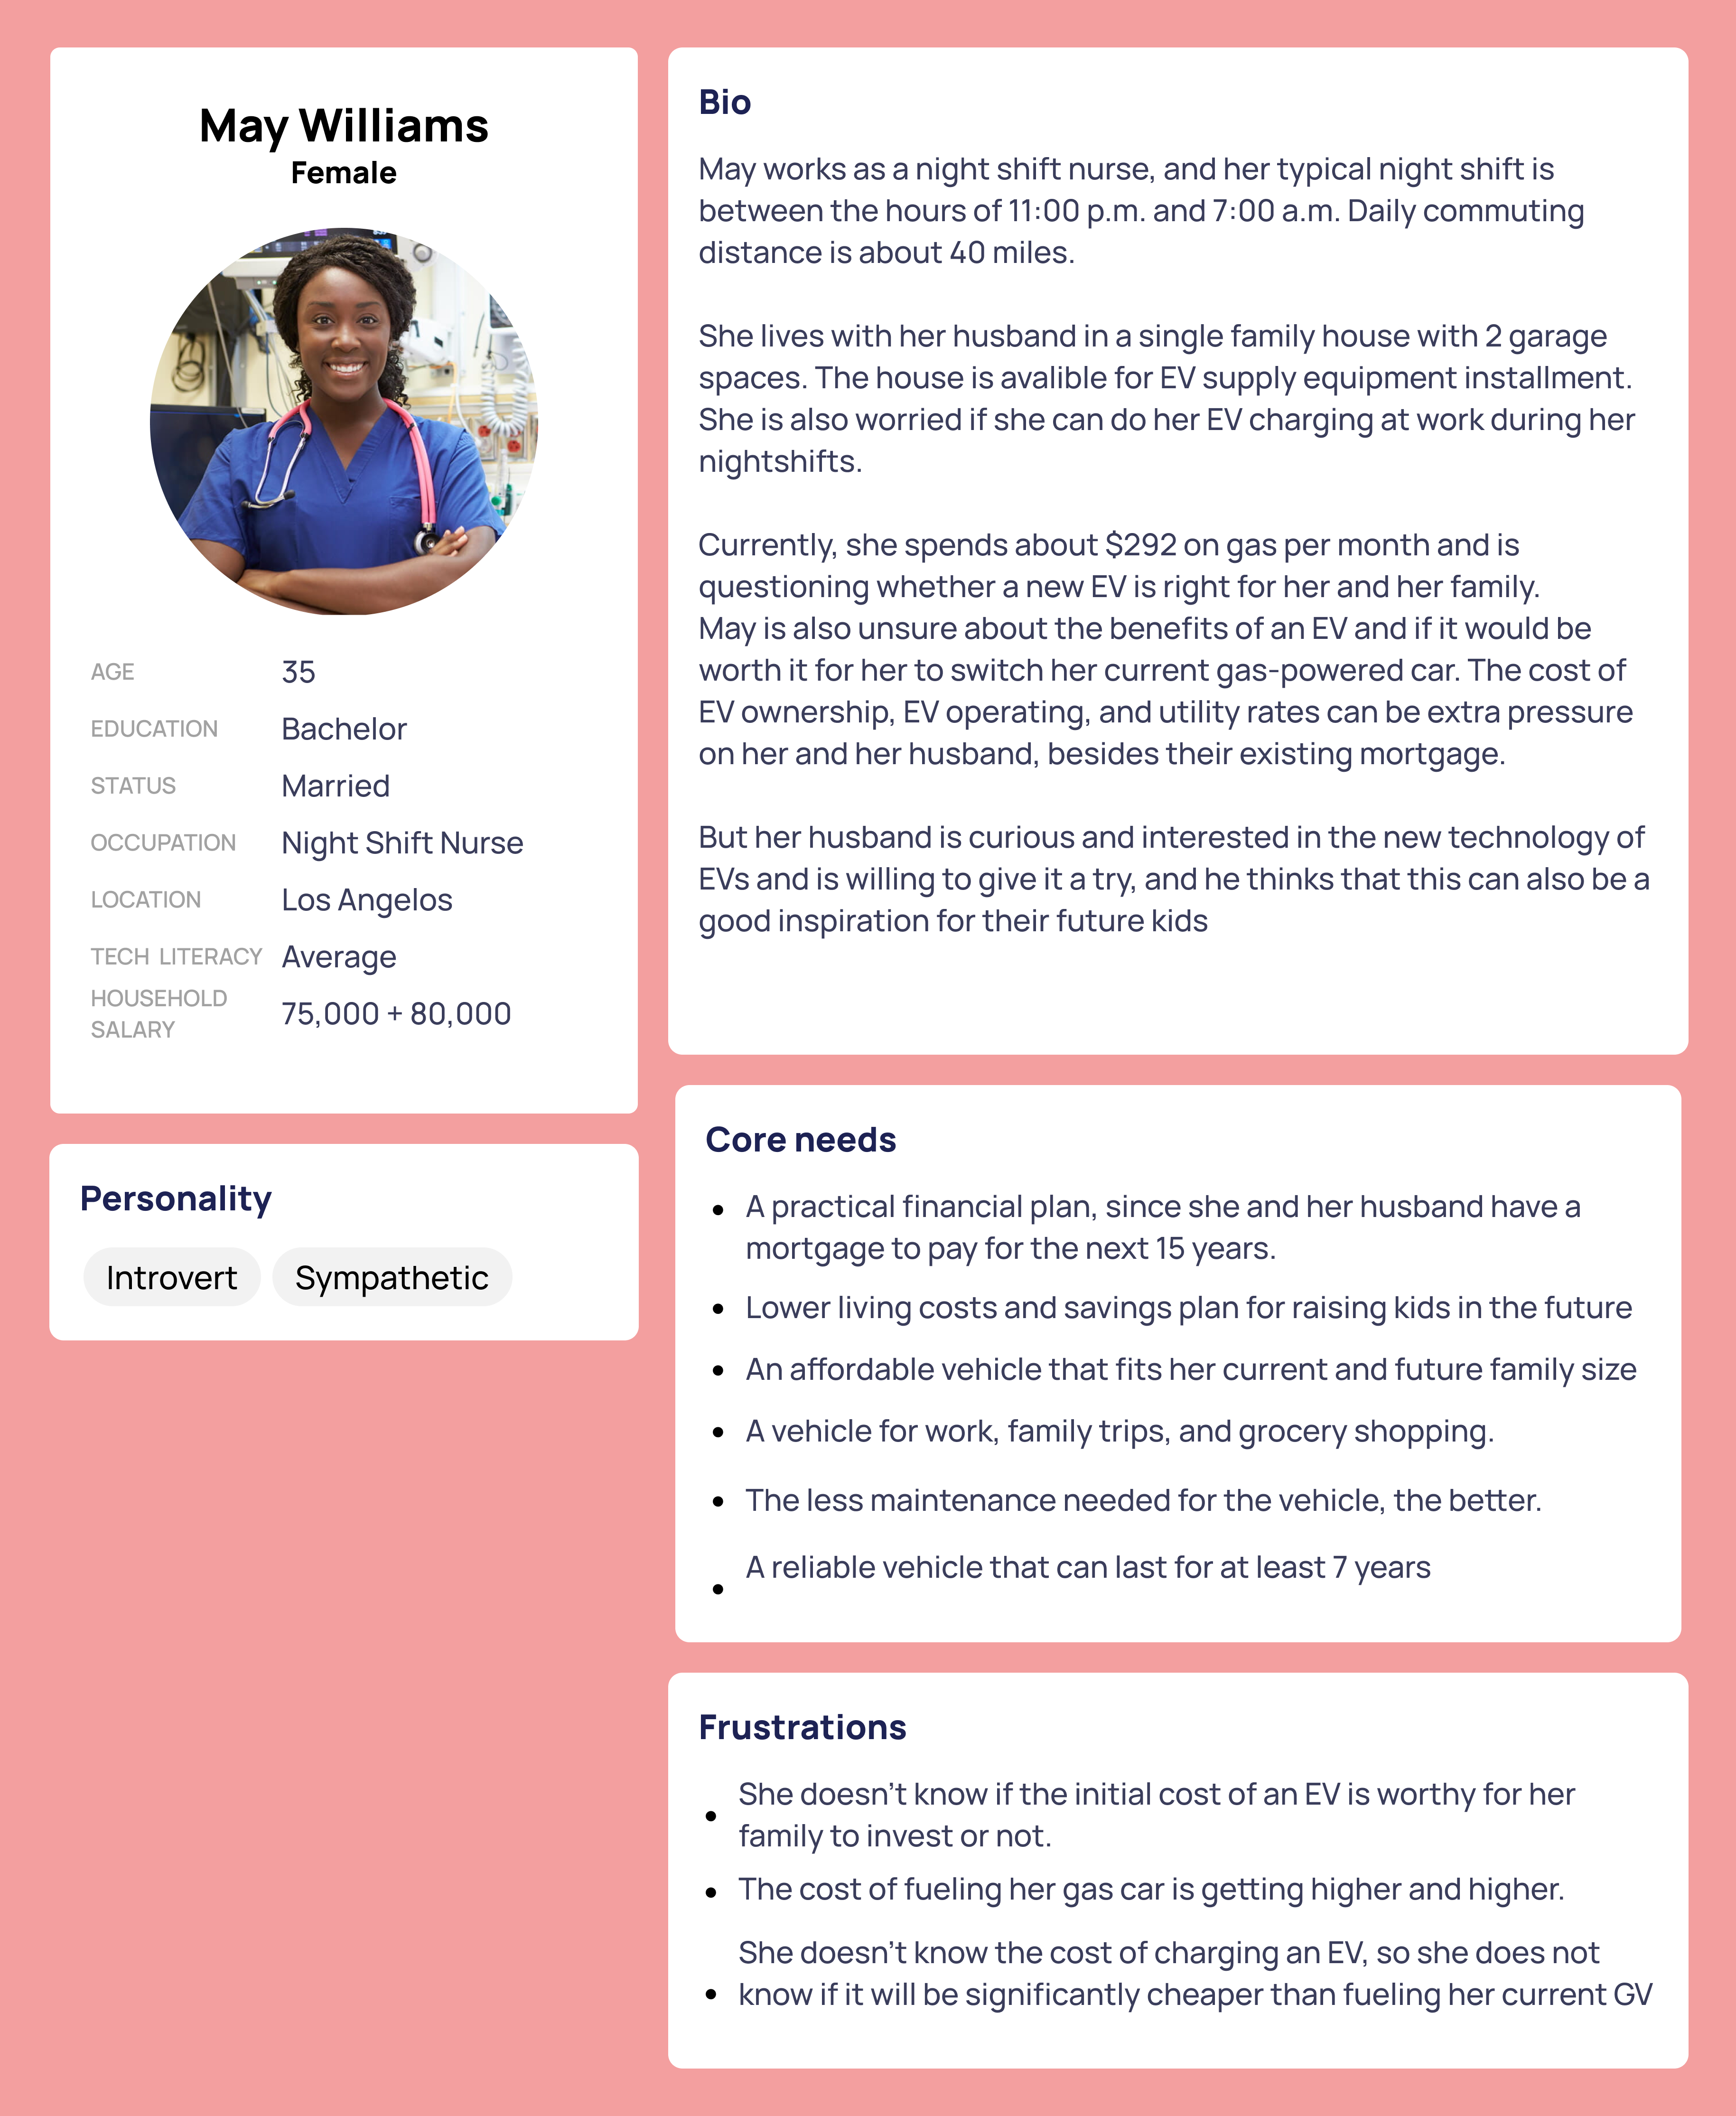 May Williams
Female
AGE 35
EDUCATION Bachelor
STATUS Married
OCCUPATION Night Shift Nurse
LOCATION Los Angelos
TECH LITERACY Average
HOUSEHOLD
SALARY 75,000 + 80,000
Personality
Introvert Sympathetic
Bio
May works as a night shift nurse, and her typical night shift is
between the hours of 11:00 p.m. and 7:00 a.m. Daily commuting
distance is about 40 miles.
She lives with her husband in a single family house with 2 garage
spaces. The house is avalible for EV supply equipment installment.
She is also worried if she can do her EV charging at work during her
nightshifts.
Currently, she spends about $292 on gas per month and is
questioning whether a new EV is right for her and her family.
May is also unsure about the benefits of an EV and if it would be
worth it for her to switch her current gas-powered car. The cost of
EV ownership, EV operating, and utility rates can be extra pressure
on her and her husband, besides their existing mortgage.
But her husband is curious and interested in the new technology of
EVs and is willing to give it a try, and he thinks that this can also be a
good inspiration for their future kids
Core needs
• A practical financial plan, since she and her husband have a
mortgage to pay for the next 15 years.
• Lower living costs and savings plan for raising kids in the future
• An affordable vehicle that fits her current and future family size
• A vehicle for work, family trips, and grocery shopping.
• The less maintenance needed for the vehicle, the better.
• A reliable vehicle that can last for at least 7 years
Frustrations
• She doesn't know if the initial cost of an EV is worthy for her
family to invest or not.
• The cost of fueling her gas car is getting higher and higher.
• She doesn't know the cost of charging an EV, so she does not
know if it will be significantly cheaper than fueling her current GV